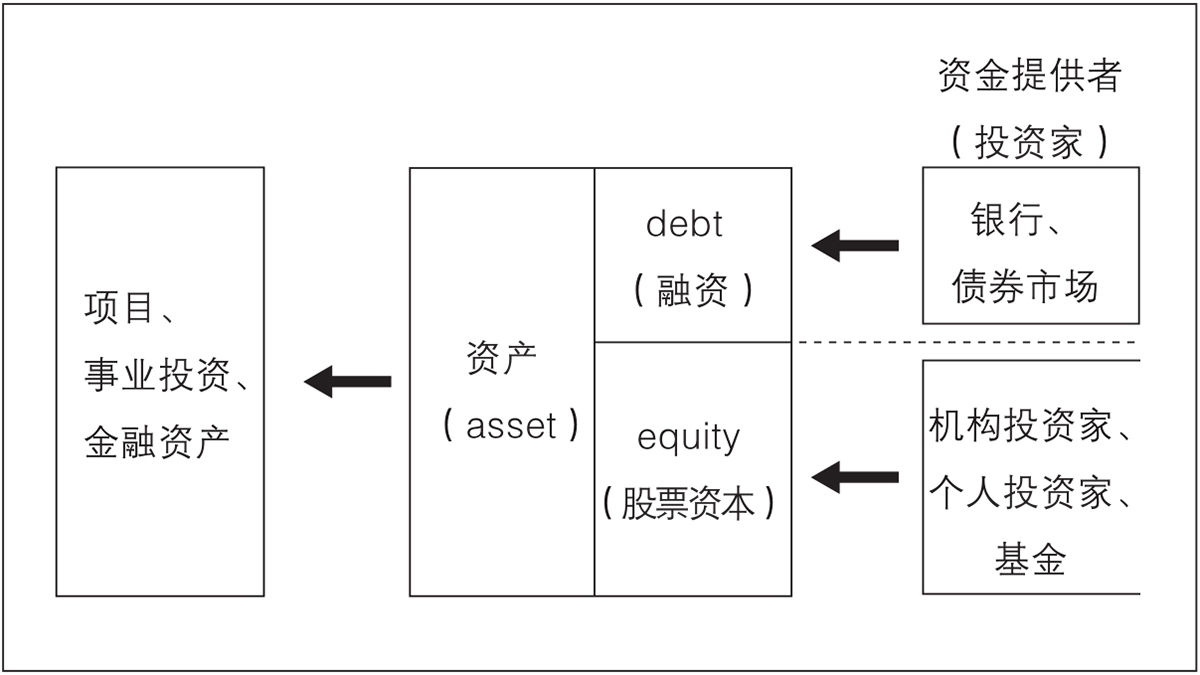 资金提供者
（投资家）
项目、
事业投资、
金融资产
资产
（asset）
debt
（融资）
equity
（股票资本）
银行、
债券市场
机构投资家、
个人投资家、
基金